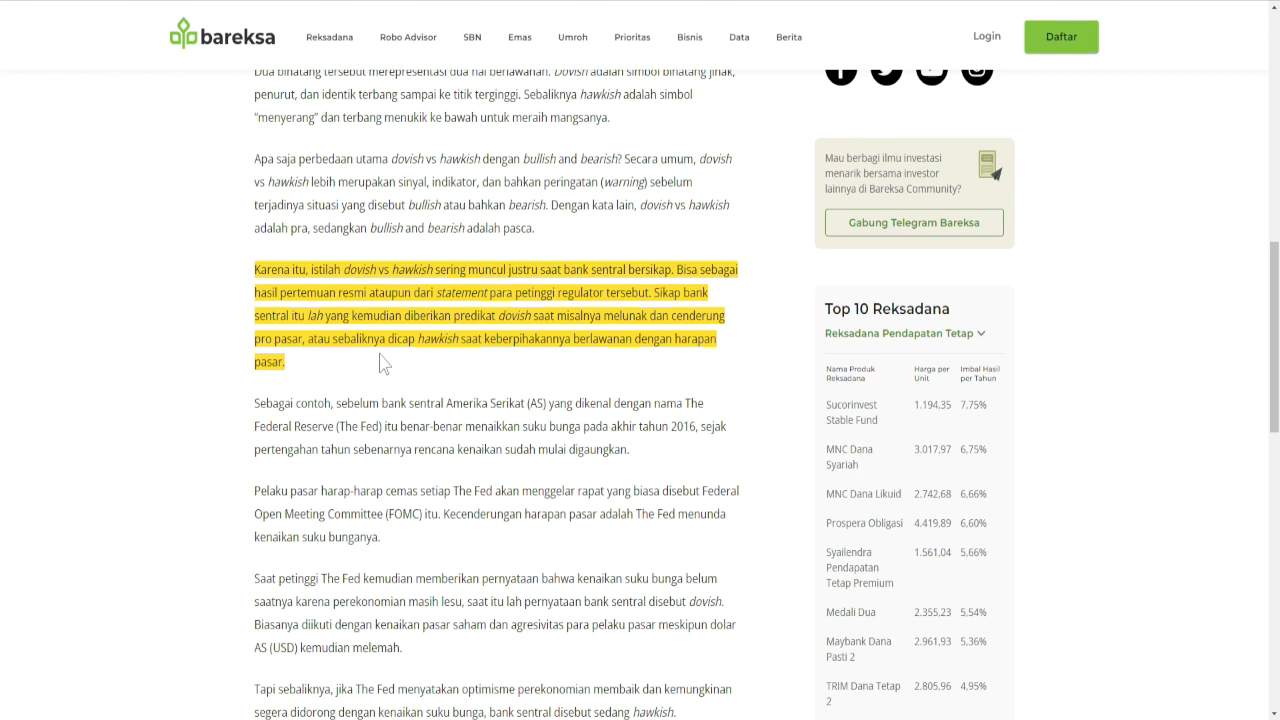 bareksa
Reksadana
Robo Advisor
SBN
Emas
Umroh
Prioritas
Bisnis
Data
Berita
Login
Daftar
Dua binatang tersebut merepresentasi dua hal berlawanan. Dovish adalah simbol binatang jinak,
penurut, dan identik terbang sampai ke titik terginggi. Sebaliknya hawkish adalah simbol
“menyerang” dan terbang menukik ke bawah untuk meraih mangsanya.
Apa saja perbedaan utama dovish vs hawkish dengan bullish and bearish? Secara umum, dovish
vs hawkish lebih merupakan sinyal, indikator, dan bahkan peringatan (warning) sebelum
terjadinya situasi yang disebut bullish atau bahkan bearish. Dengan kata lain, dovish vs hawkish
adalah pra, sedangkan bullish and bearish adalah pasca.
Karena itu, istilah dovish vs hawkish sering muncul justru saat bank sentral bersikap. Bisa sebagai
hasil pertemuan resmi ataupun dari statement para petinggi regulator tersebut. Sikap bank
sentral itu lah yang kemudian diberikan predikat dovish saat misalnya melunak dan cenderung
pro pasar, atau sebaliknya dicap hawkish saat keberpihakannya berlawanan dengan harapan
pasar.
Sebagai contoh, sebelum bank sentral Amerika Serikat (AS) yang dikenal dengan nama The
Federal Reserve (The Fed) itu benar-benar menaikkan suku bunga pada akhir tahun 2016, sejak
pertengahan tahun sebenarnya rencana kenaikan sudah mulai digaungkan.
Pelaku pasar harap-harap cemas setiap The Fed akan menggelar rapat yang biasa disebut Federal
Open Meeting Committee (FOMC) itu. Kecenderungan harapan pasar adalah The Fed menunda
kenaikan suku bunganya.
Saat petinggi The Fed kemudian memberikan pernyataan bahwa kenaikan suku bunga belum
saatnya karena perekonomian masih lesu, saat itu lah pernyataan bank sentral disebut dovish.
Biasanya diikuti dengan kenaikan pasar saham dan agresivitas para pelaku pasar meskipun dolar
AS (USD) kemudian melemah.
Tapi sebaliknya, jika The Fed menyatakan optimisme perekonomian membaik dan kemungkinan
segera didorong dengan kenaikan suku bunga, bank sentral disebut sedang hawkish.
Mau berbagi ilmu investasi
menarik bersama investor
lainnya di Bareksa Community?
Gabung Telegram Bareksa
Top 10 Reksadana
Reksadana Pendapatan Tetap
Nama Produk Reksadana Harga per Unit Imbal Hasil per Tahun
Sucorinvest Stable Fund 1.194,35 7,75%
MNC Dana Syariah 3.017,97 6,75%
MNC Dana Likuid 2.742,68 6,66%
Prospera Obligasi 4.419,89 6,60%
Syailendra Pendapatan Tetap Premium 1.561,04 5,66%
Medali Dua 2.355,23 5,54%
Maybank Dana Pasti 2 2.961,93 5,36%
TRIM Dana Tetap 2 2.805,96 4,95%